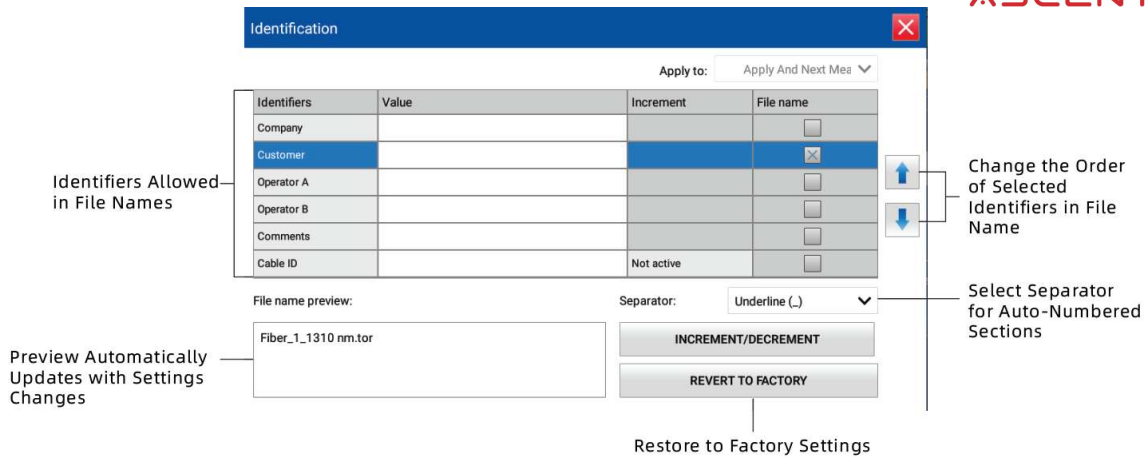 Identification
Apply to: Apply And Next Mea
Identifiers Value Increment File name
Company
Customer
Operator A
Operator B
Comments
Cable ID Not active
Identifiers Allowed
in File Names
Change the Order
of Selected
Identifiers in File
Name
File name preview: Separator: Underline (_)
Select Separator
for Auto-Numbered
Sections
Fiber_1_1310 nm.tor
INCREMENT/DECREMENT
REVERT TO FACTORY
Preview Automatically
Updates with Settings
Changes
Restore to Factory Settings